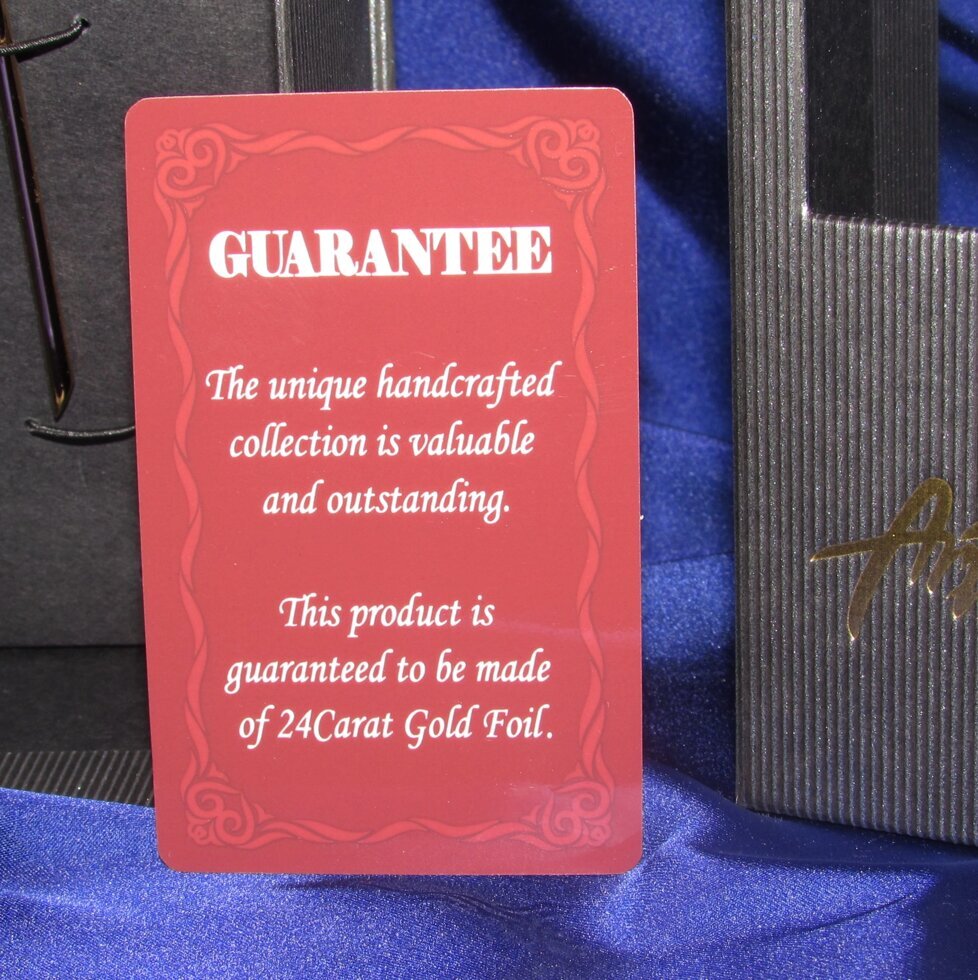 GUARANTEE
The unique handcrafted
collection is valuable
and outstanding.
This product is
guaranteed to be made
of 24Carat Gold Foil.